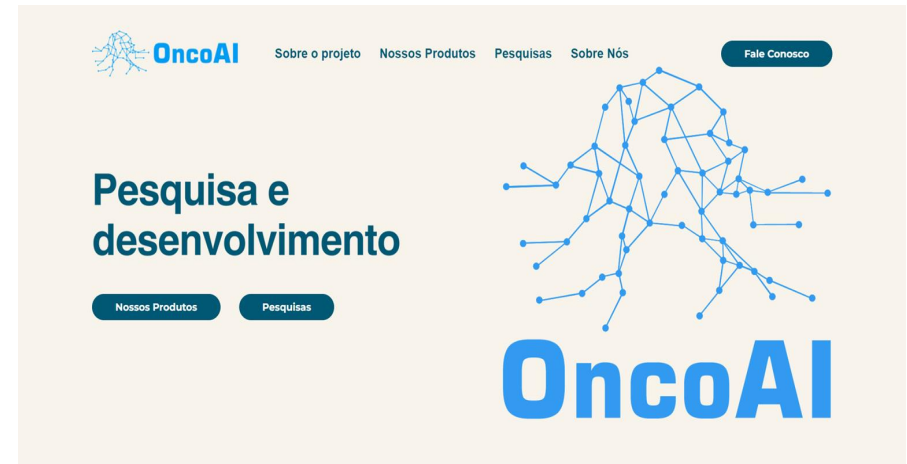 OncoAI
Sobre o projeto
Nossos Produtos
Pesquisas
Sobre Nós
Fale Conosco
Pesquisa e
desenvolvimento
Nossos Produtos
Pesquisas
OncoAI